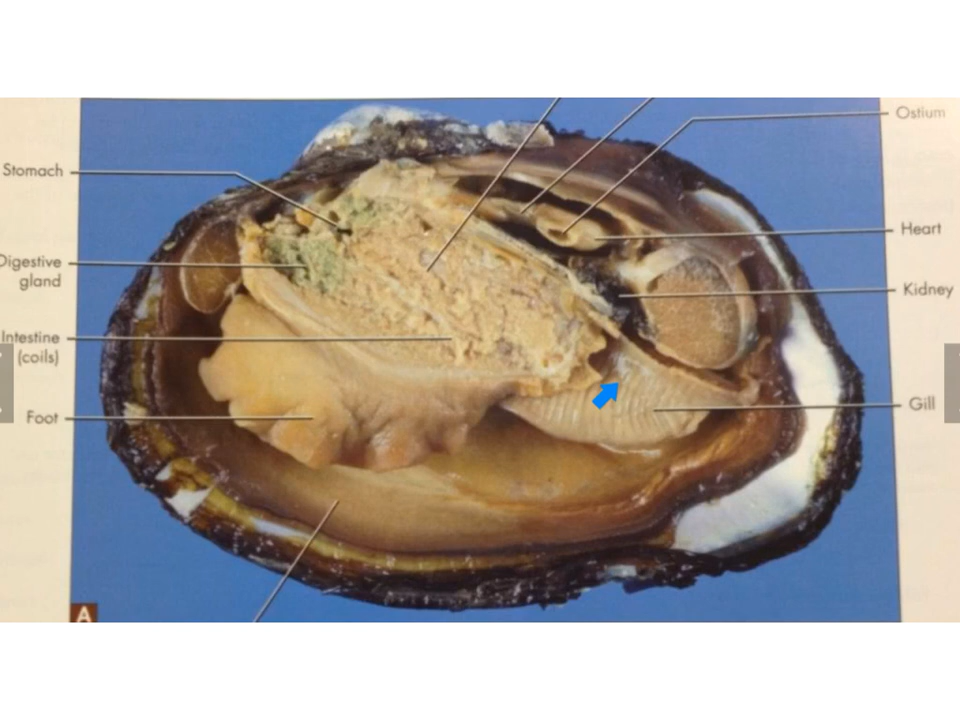 Ostium
Stomach
Heart
Digestive
gland
Kidney
Intestine
(coils)
Gill
Foot
A